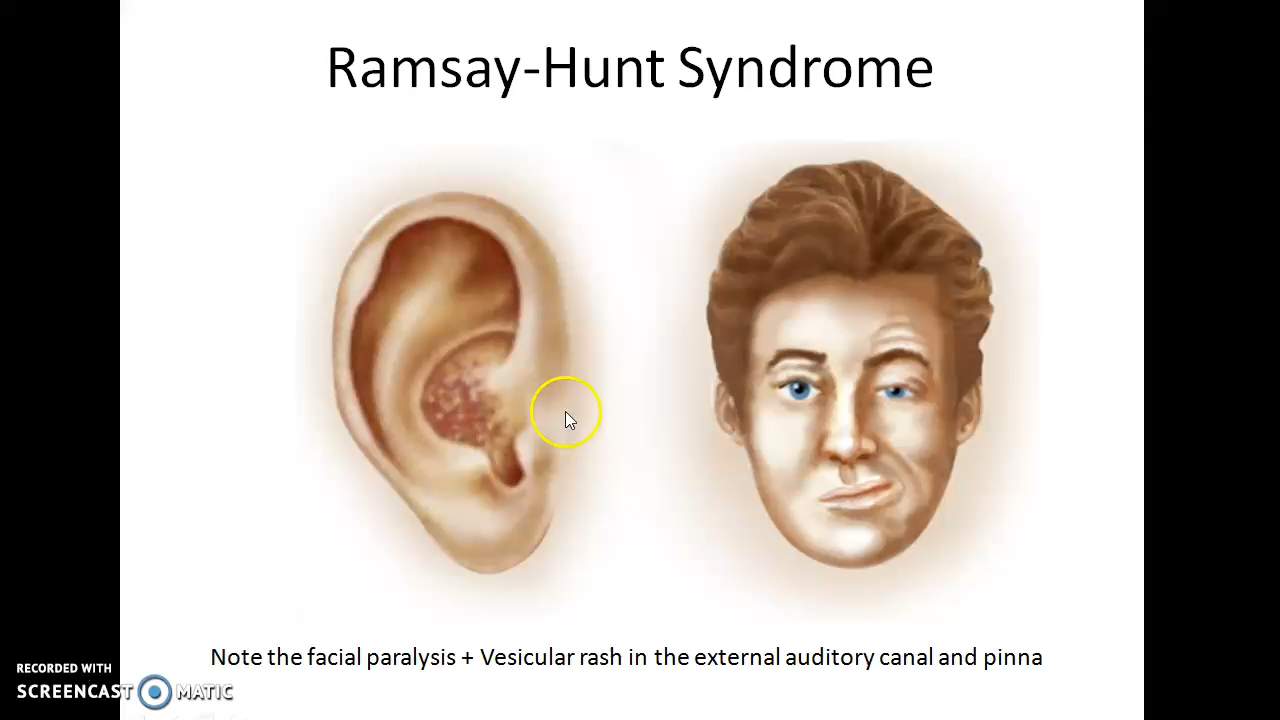 Ramsay-Hunt Syndrome
Note the facial paralysis + Vesicular rash in the external auditory canal and pinna
RECORDED WITH
SCREENCAST MATIC